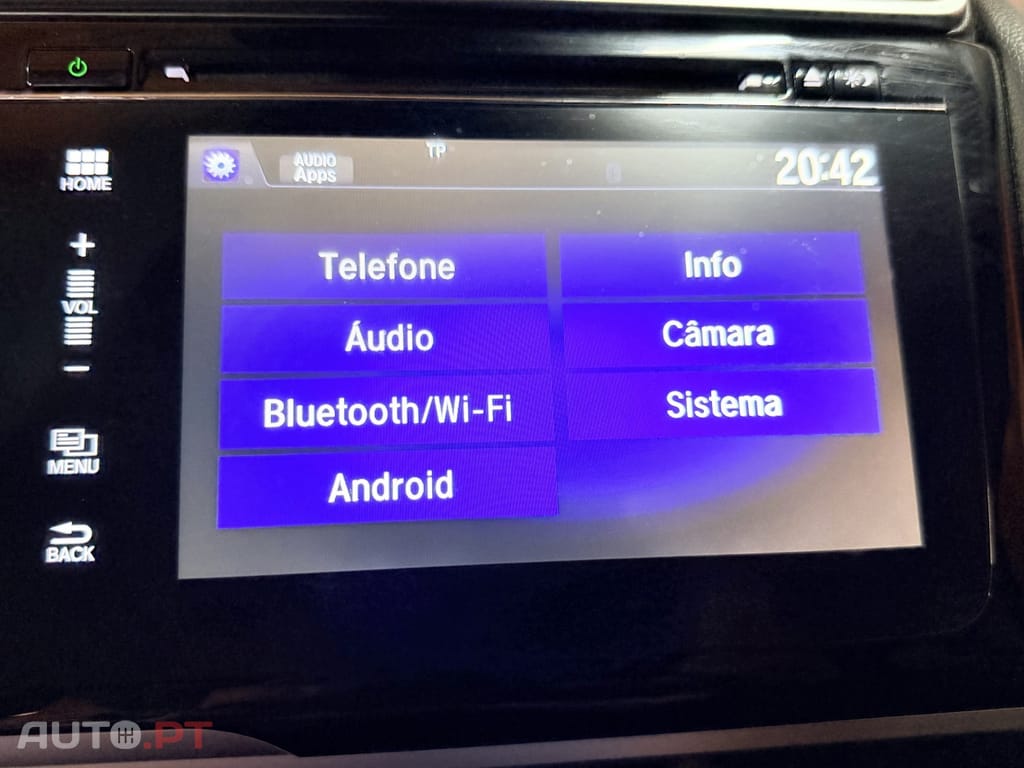 HOME
AUDIO
Apps
TP
20:42
+
VOL
−
MENU
BACK
Telefone
Info
Áudio
Câmara
Bluetooth/Wi-Fi
Sistema
Android
AUTO.PT